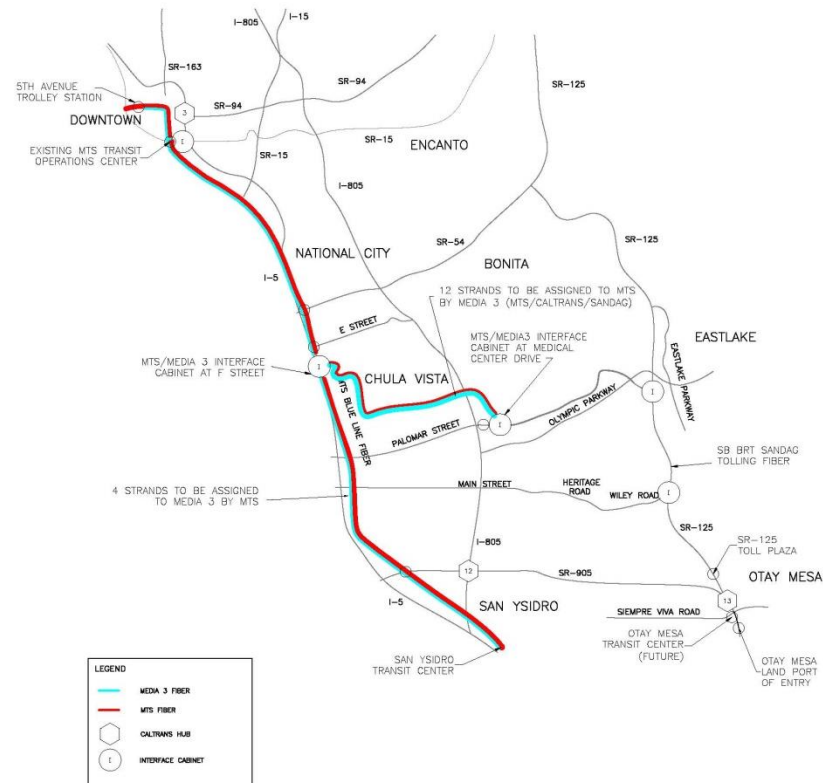 I-805
I-15
SR-163
SR-125
5TH AVENUE
TROLLEY STATION
SR-94
3
SR-94
DOWNTOWN
I
EXISTING MTS TRANSIT
OPERATIONS CENTER
SR-15
ENCANTO
SR-15
I-805
SR-54
SR-125
NATIONAL CITY
BONITA
I-5
12 STRANDS TO BE ASSIGNED TO MTS
BY MEDIA 3 (MTS/CALTRANS/SANDAG)
E STREET
MTS/MEDIA3 INTERFACE
CABINET AT MEDICAL
CENTER DRIVE
EASTLAKE
EASTLAKE PARKWAY
MTS/MEDIA 3 INTERFACE
CABINET AT F STREET
I
CHULA VISTA
MTS BLUE LINE FIBER
I
OLYMPIC PARKWAY
PALOMAR STREET
I
SB BRT SANDAG
TOLLING FIBER
4 STRANDS TO BE ASSIGNED
TO MEDIA 3 BY MTS
MAIN STREET
HERITAGE
ROAD
WILEY ROAD
I
SR-125
I-805
SR-125
TOLL PLAZA
12
SR-905
OTAY MESA
I-5
SAN YSIDRO
13
SIEMPRE VIVA ROAD
OTAY MESA
TRANSIT CENTER
(FUTURE)
SAN YSIDRO
TRANSIT CENTER
OTAY MESA
LAND PORT
OF ENTRY
LEGEND
MEDIA 3 FIBER
MTS FIBER
CALTRANS HUB
I
INTERFACE CABINET